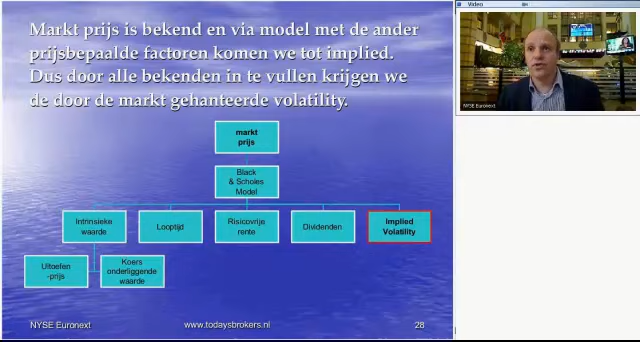 Markt prijs is bekend en via model met de ander
prijsbepaalde factoren komen we tot implied.
Dus door alle bekenden in te vullen krijgen we
de door de markt gehanteerde volatility.
markt
prijs
Black
& Scholes
Model
Intrinsieke
waarde
Looptijd
Risicovrije
rente
Dividenden
Implied
Volatility
Uitoefen
-prijs
Koers
onderliggende
waarde
NYSE Euronext
www.todaysbrokers.nl
28
Video
NYSE Euronext